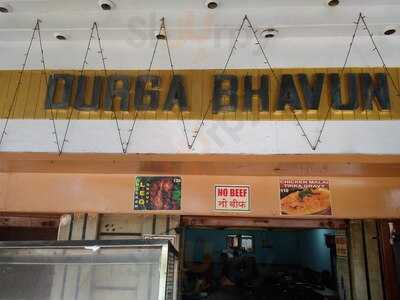 DURGA BHAVUN
NO BEEF
नो बीफ
CHICKEN MALAI
TIKKA GRAVY